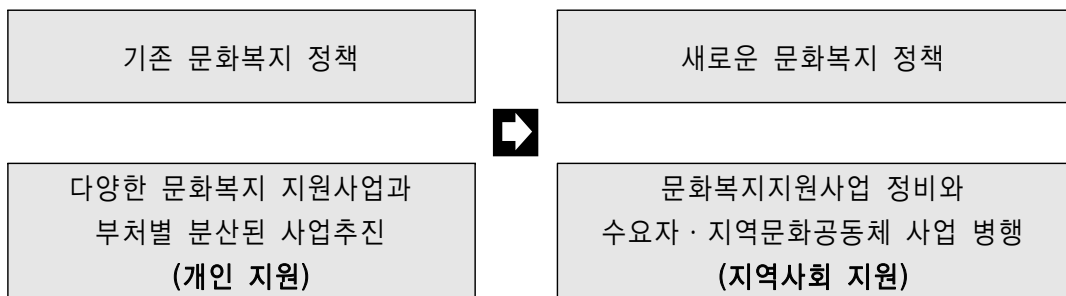 기존 문화복지 정책
새로운 문화복지 정책
다양한 문화복지 지원사업과
부처별 분산된 사업추진
(개인 지원)
문화복지지원사업 정비와
수요자 · 지역문화공동체 사업 병행
(지역사회 지원)